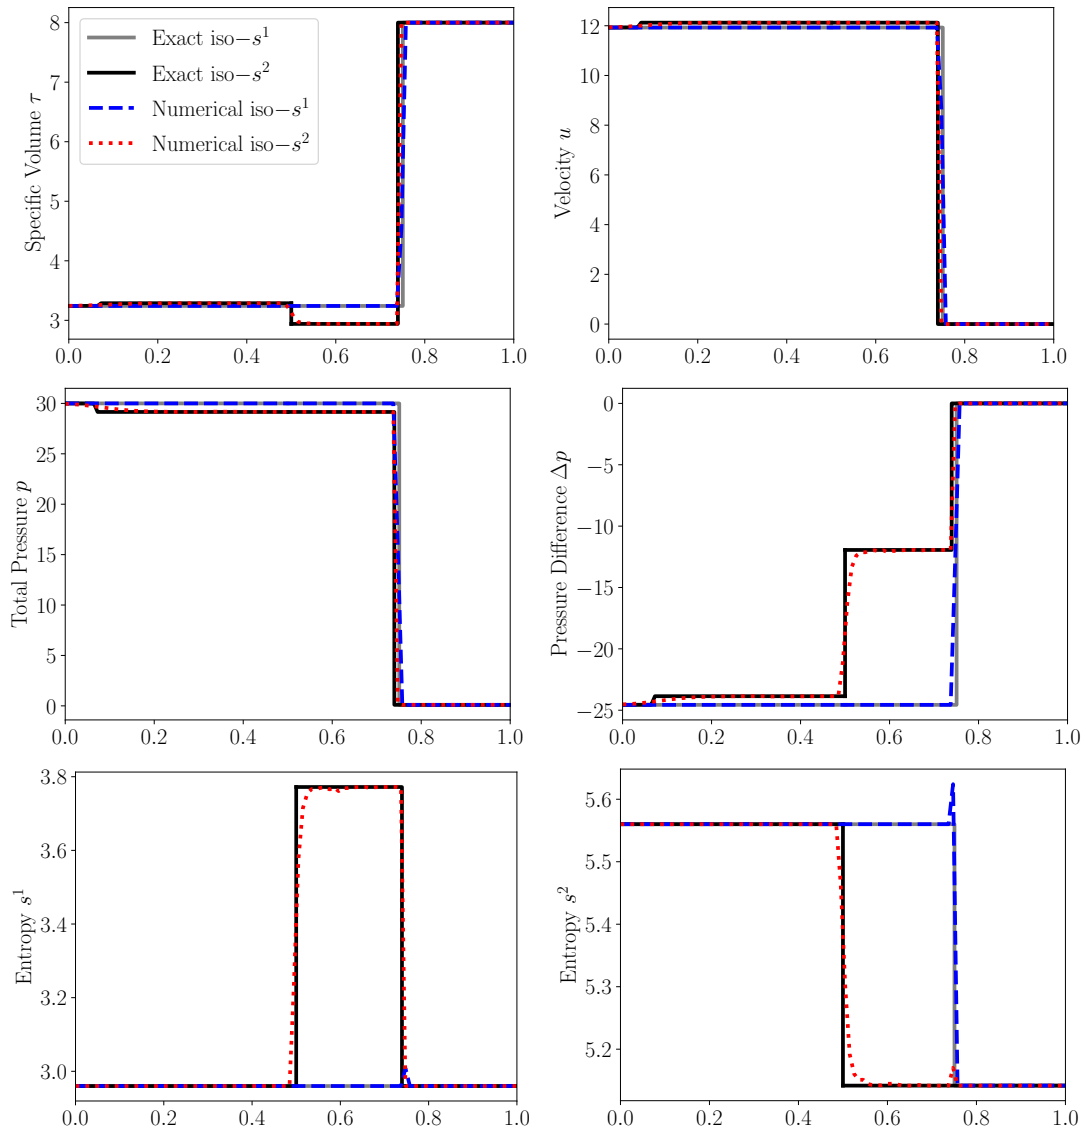 8
7
6
5
4
3
Specific Volume τ
Exact iso−s¹
Exact iso−s²
Numerical iso−s¹
Numerical iso−s²
0.0 0.2 0.4 0.6 0.8 1.0
12
10
8
6
4
2
0
Velocity u
0.0 0.2 0.4 0.6 0.8 1.0
30
25
20
15
10
5
0
Total Pressure p
0.0 0.2 0.4 0.6 0.8 1.0
0
−5
−10
−15
−20
−25
Pressure Difference Δp
0.0 0.2 0.4 0.6 0.8 1.0
3.8
3.6
3.4
3.2
3.0
Entropy s¹
0.0 0.2 0.4 0.6 0.8 1.0
5.6
5.5
5.4
5.3
5.2
Entropy s²
0.0 0.2 0.4 0.6 0.8 1.0